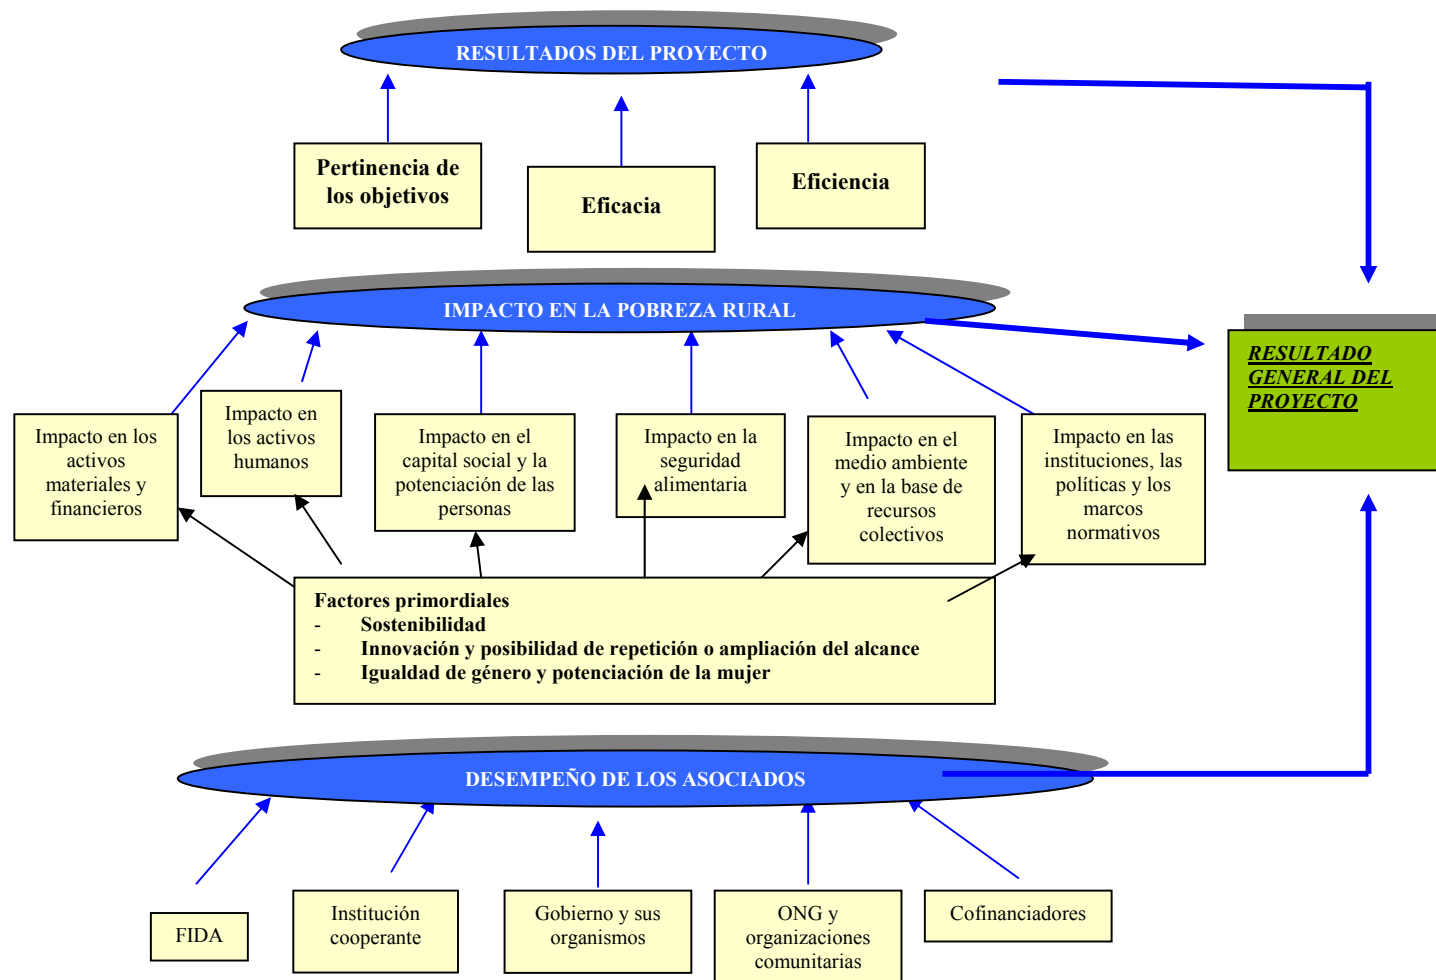 RESULTADOS DEL PROYECTO
Pertinencia de
los objetivos
Eficacia
Eficiencia
IMPACTO EN LA POBREZA RURAL
RESULTADO
GENERAL DEL
PROYECTO
Impacto en los
activos
materiales y
financieros
Impacto en
los activos
humanos
Impacto en el
capital social y la
potenciación de las
personas
Impacto en la
seguridad
alimentaria
Impacto en el
medio ambiente
y en la base de
recursos
colectivos
Impacto en las
instituciones, las
políticas y los
marcos
normativos
Factores primordiales
- Sostenibilidad
- Innovación y posibilidad de repetición o ampliación del alcance
- Igualdad de género y potenciación de la mujer
DESEMPEÑO DE LOS ASOCIADOS
FIDA
Institución
cooperante
Gobierno y sus
organismos
ONG y
organizaciones
comunitarias
Cofinanciadores